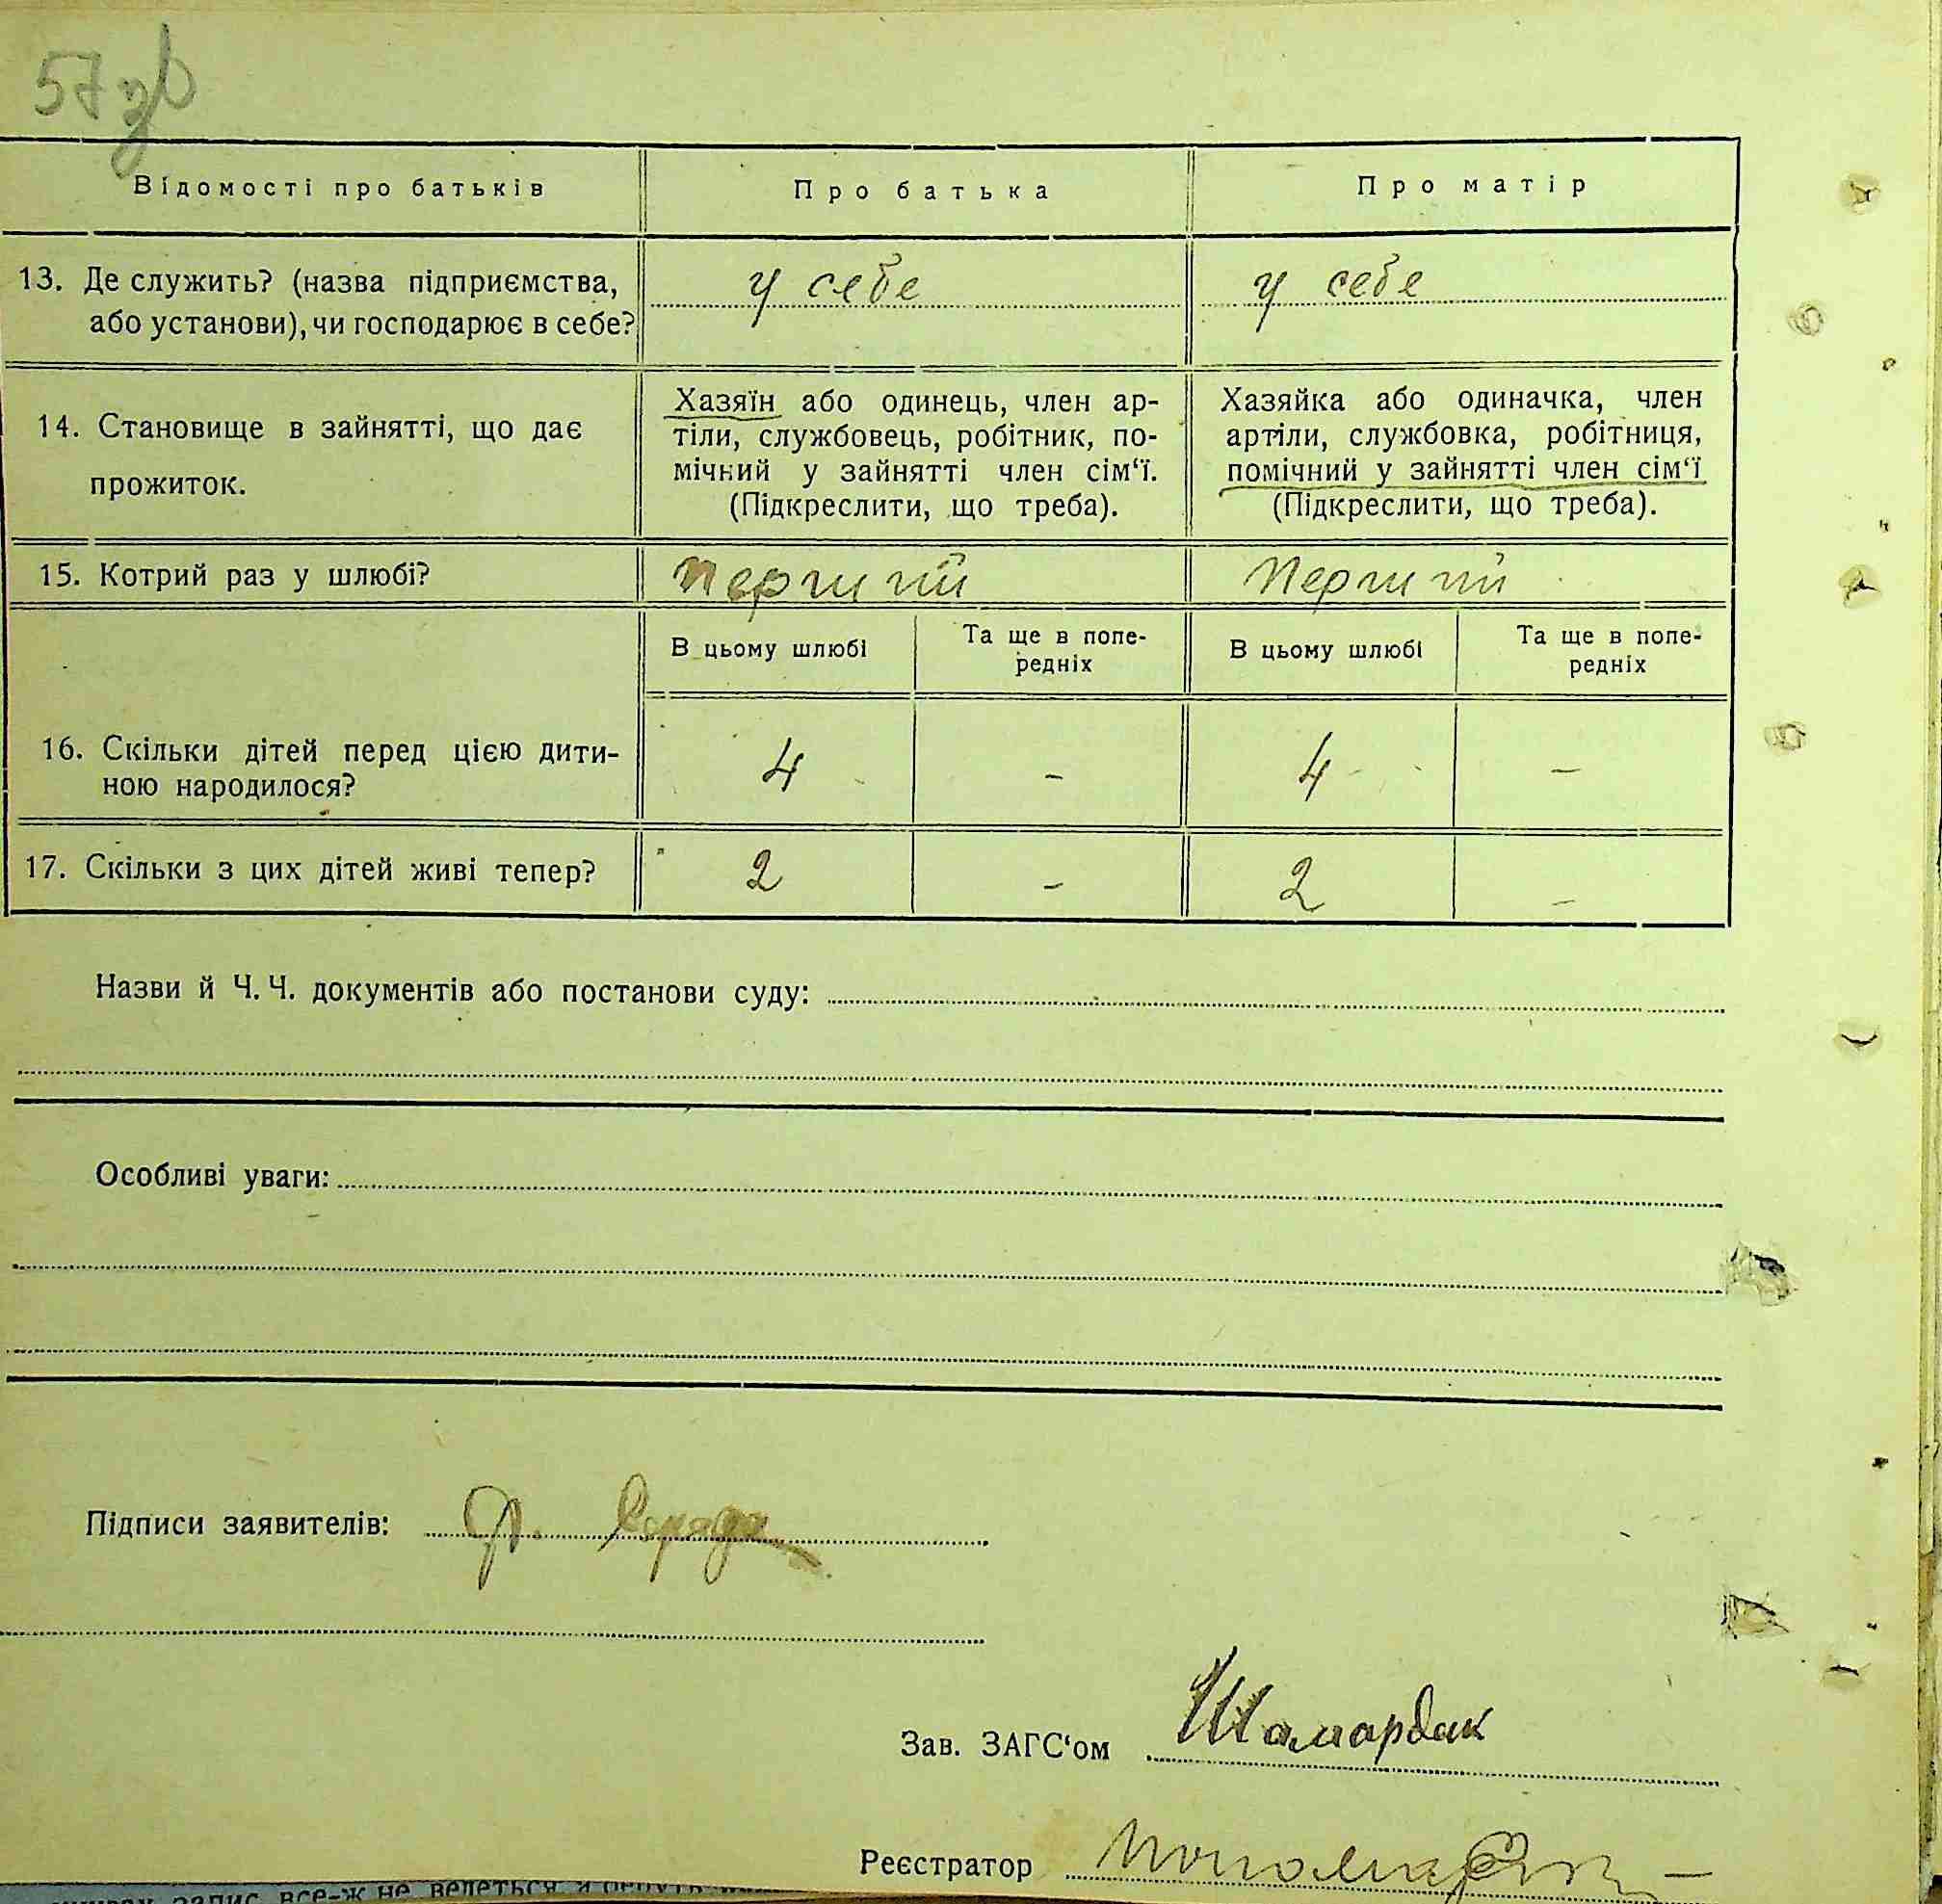 57зв
Відомості про батьків Про батька Про матір
13. Де служить? (назва підприємства, у себе у себе
або установи), чи господарює в себе?
Хазяїн або одинець, член ар- Хазяйка або одиначка, член
14. Становище в зайнятті, що дає тіли, службовець, робітник, по- артіли, службовка, робітниця,
мічний у зайнятті член сім‘ї. помічний у зайнятті член сім‘ї
прожиток. (Підкреслити, що треба). (Підкреслити, що треба).
15. Котрий раз у шлюбі? Перший Перший
В цьому шлюбі Та ще в попе- В цьому шлюбі Та ще в попе-
редніх редніх
16. Скільки дітей перед цією дити- 4 - 4 -
ною народилося?
17. Скільки з цих дітей живі тепер? 2 - 2 -
Назви й Ч. Ч. документів або постанови суду:
Особливі уваги:
Підписи заявителів:
Зав. ЗАГС‘ом Шамардак
Реєстратор
запис все-ж не ведеться